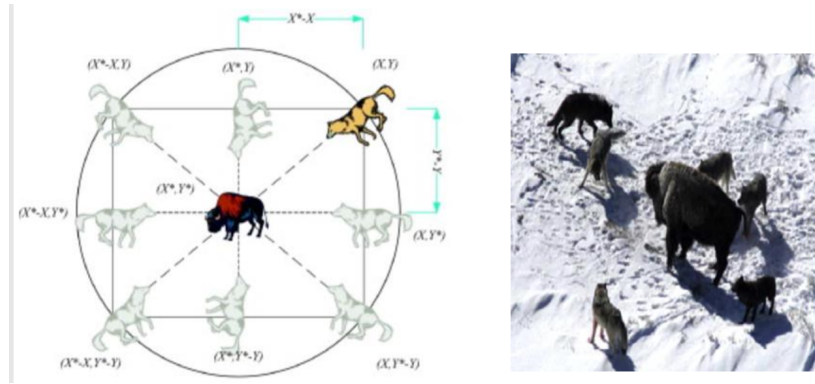 X*-X
(X*-X,Y)
(X*,Y)
(X,Y)
Y*-Y
(X*,Y*)
(X*-X,Y*)
(X,Y*)
(X*-X,Y*-Y)
(X*,Y*-Y)
(X,Y*-Y)